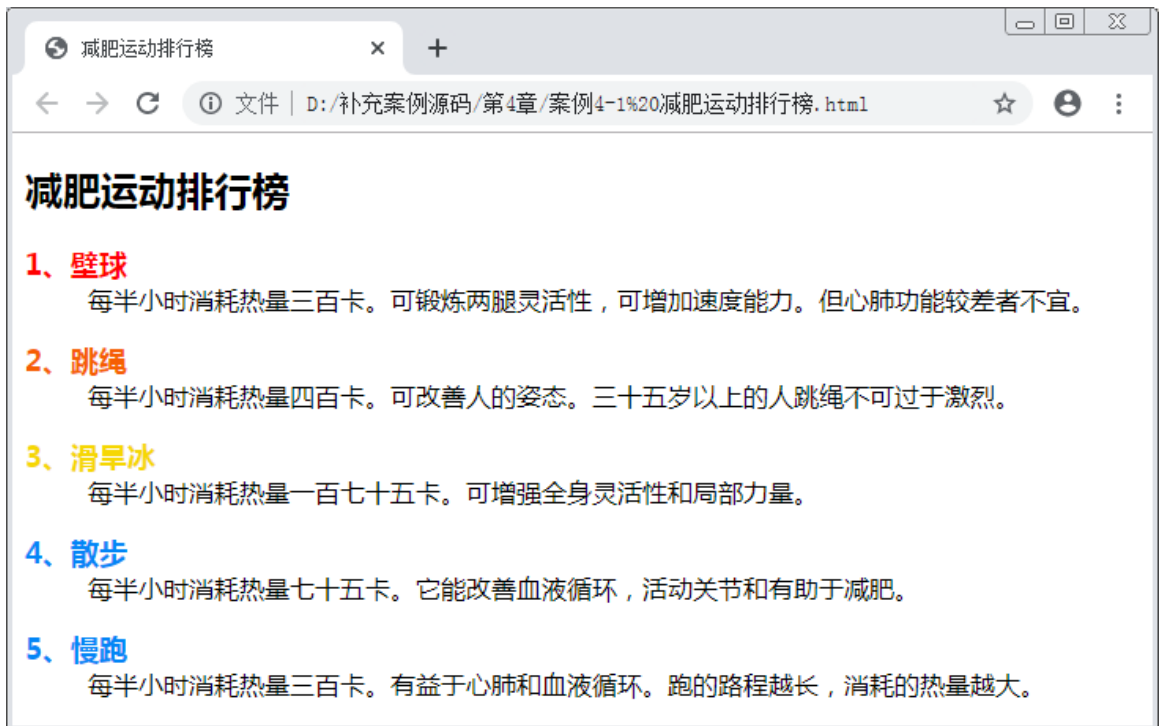 减肥运动排行榜
文件 | D:/补充案例源码/第4章/案例4-1%20减肥运动排行榜.html
减肥运动排行榜
1、壁球
每半小时消耗热量三百卡。可锻炼两腿灵活性，可增加速度能力。但心肺功能较差者不宜。
2、跳绳
每半小时消耗热量四百卡。可改善人的姿态。三十五岁以上的人跳绳不可过于激烈。
3、滑旱冰
每半小时消耗热量一百七十五卡。可增强全身灵活性和局部力量。
4、散步
每半小时消耗热量七十五卡。它能改善血液循环，活动关节和有助于减肥。
5、慢跑
每半小时消耗热量三百卡。有益于心肺和血液循环。跑的路程越长，消耗的热量越大。